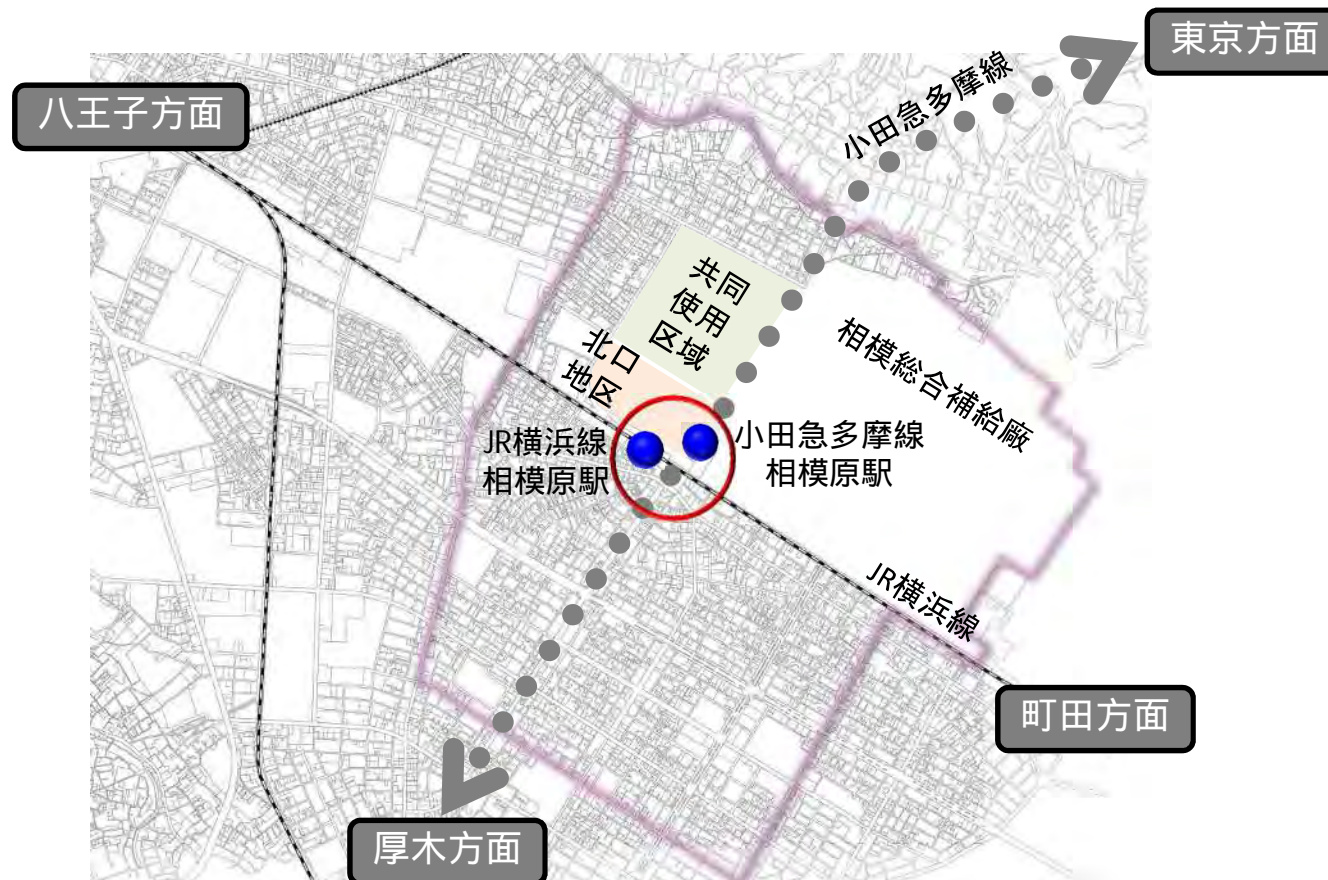 東京方面
小田急多摩線
八王子方面
共同
使用
区域
北口
地区
相模総合補給廠
JR横浜線
相模原駅
小田急多摩線
相模原駅
JR横浜線
町田方面
厚木方面